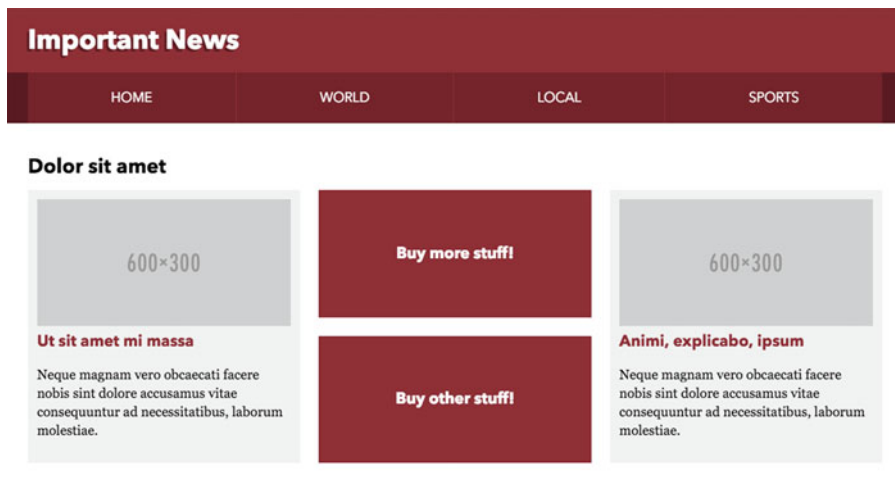 Important News
HOME WORLD LOCAL SPORTS
Dolor sit amet
600×300
Ut sit amet mi massa
Neque magnam vero obcaecati facere
nobis sint dolore accusamus vitae
consequuntur ad necessitatibus, laborum
molestiae.
Buy more stuff!
Buy other stuff!
600×300
Animi, explicabo, ipsum
Neque magnam vero obcaecati facere
nobis sint dolore accusamus vitae
consequuntur ad necessitatibus, laborum
molestiae.